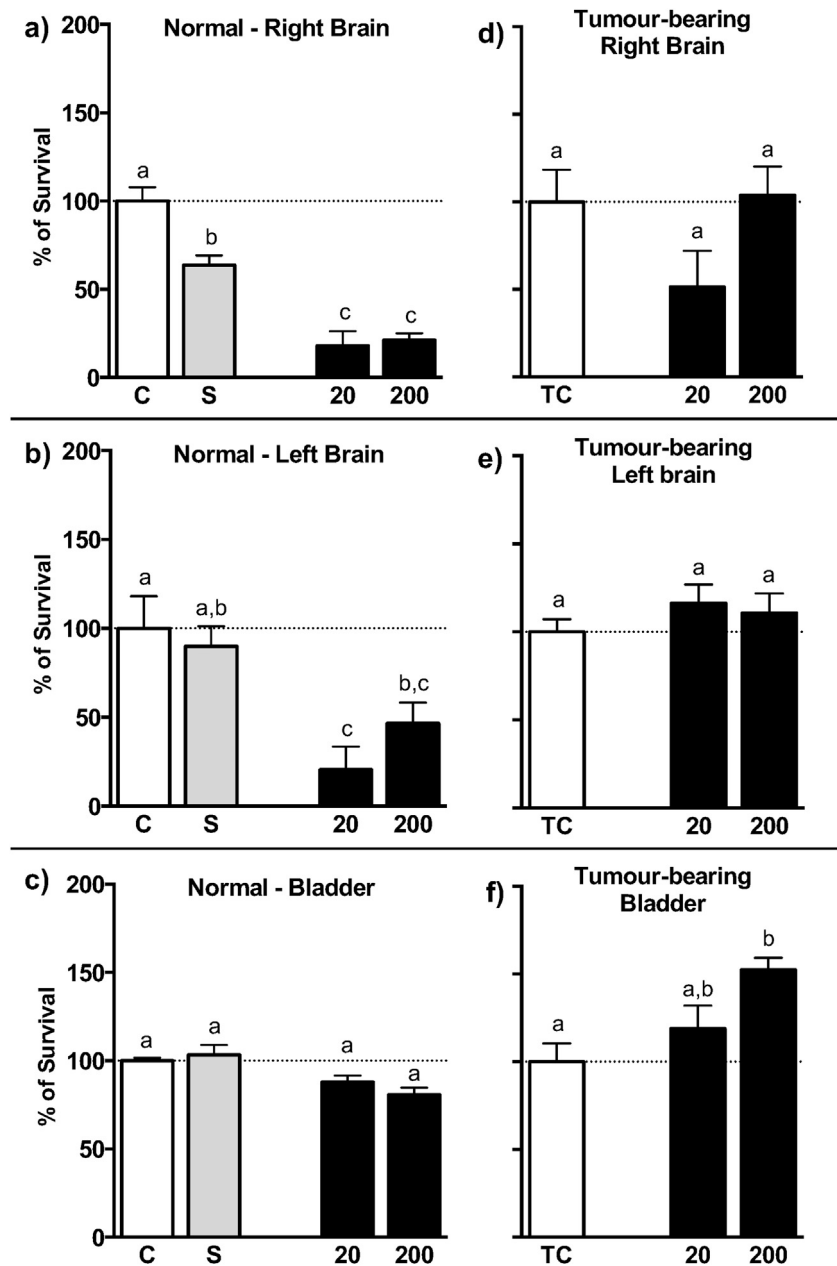 a)
Normal - Right Brain
% of Survival
200
150
100
50
0
a
b
c
c
C
S
20
200
d)
Tumour-bearing
Right Brain
a
a
a
TC
20
200
b)
Normal - Left Brain
% of Survival
200
150
100
50
0
a
a,b
c
b,c
C
S
20
200
e)
Tumour-bearing
Left brain
a
a
a
TC
20
200
c)
Normal - Bladder
% of Survival
200
150
100
50
0
a
a
a
a
C
S
20
200
f)
Tumour-bearing
Bladder
a
a,b
b
TC
20
200